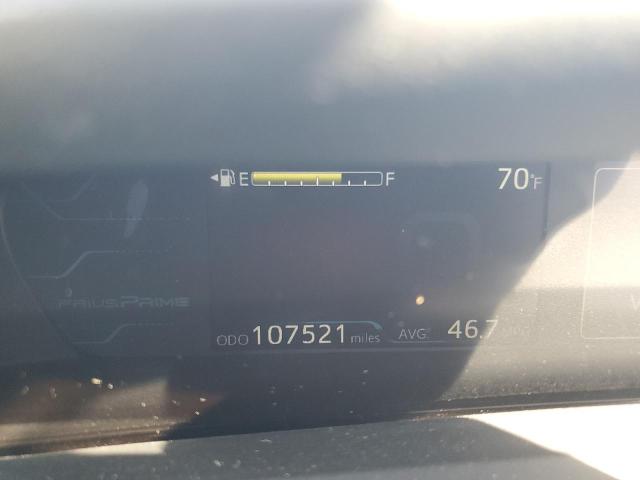 E F 70°F
PRIUS PRIME
ODO 107521 miles AVG. 46.7